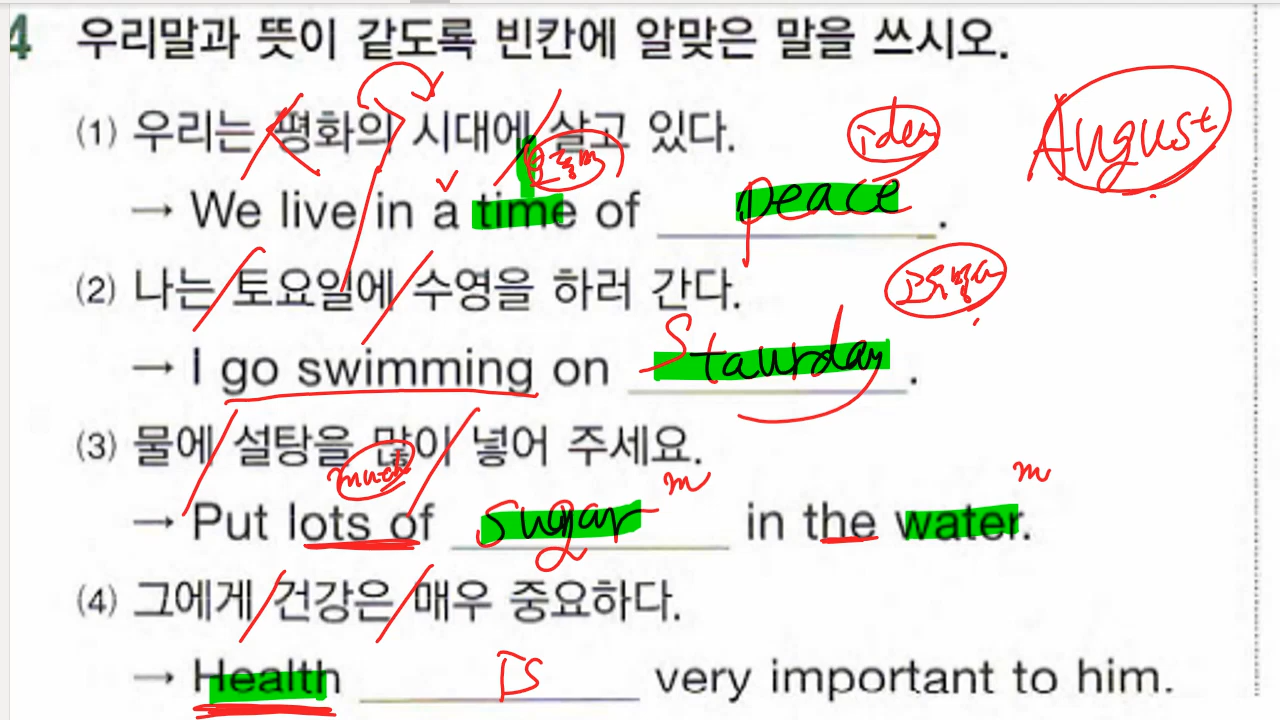 4 우리말과 뜻이 같도록 빈칸에 알맞은 말을 쓰시오.
(1) 우리는 평화의 시대에 살고 있다.
idea
August
→ We live in a time of peace.
(2) 나는 토요일에 수영을 하러 간다.
→ I go swimming on Staurday.
(3) 물에 설탕을 많이 넣어 주세요.
much
m
m
→ Put lots of sugar in the water.
(4) 그에게 건강은 매우 중요하다.
→ Health is very important to him.